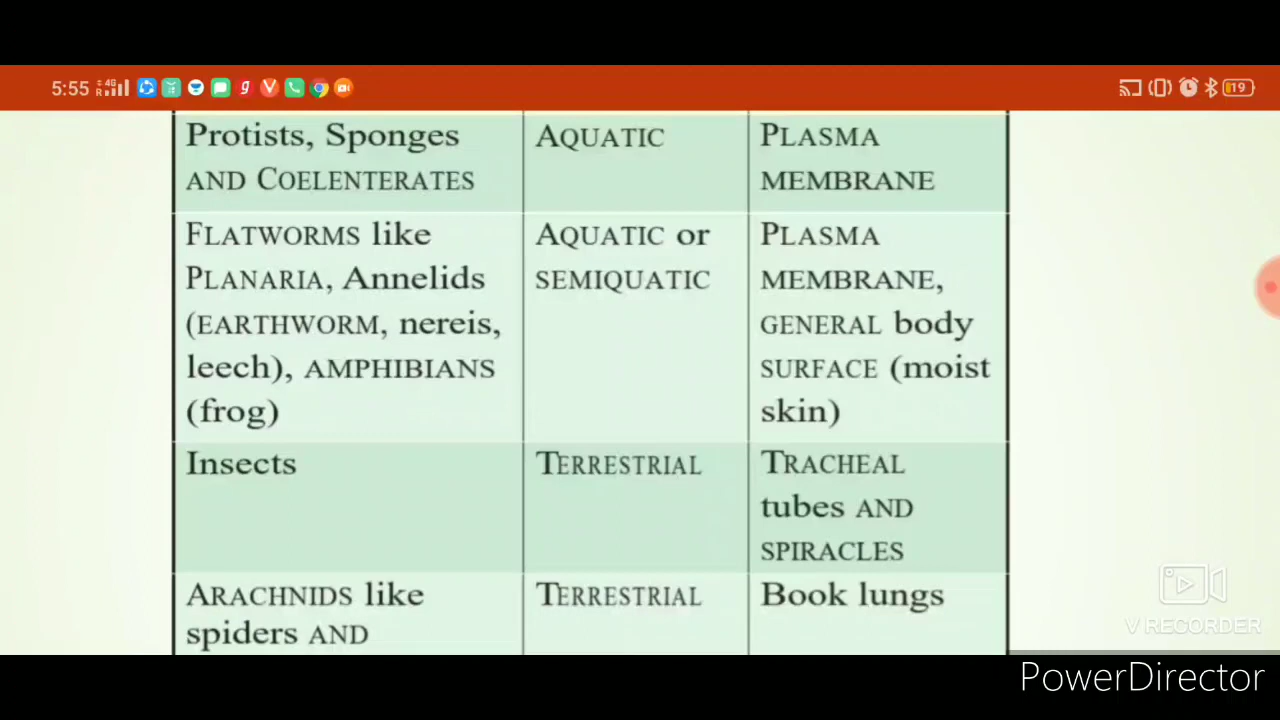 5:55 4G R 19
Protists, Sponges AQUATIC PLASMA
AND COELENTERATES MEMBRANE
FLATWORMS like AQUATIC or PLASMA
PLANARIA, Annelids SEMIQUATIC MEMBRANE,
(EARTHWORM, nereis, GENERAL body
leech), AMPHIBIANS SURFACE (moist
(frog) skin)
Insects TERRESTRIAL TRACHEAL
tubes AND
SPIRACLES
ARACHNIDS like TERRESTRIAL Book lungs
spiders AND
V RECORDER
PowerDirector